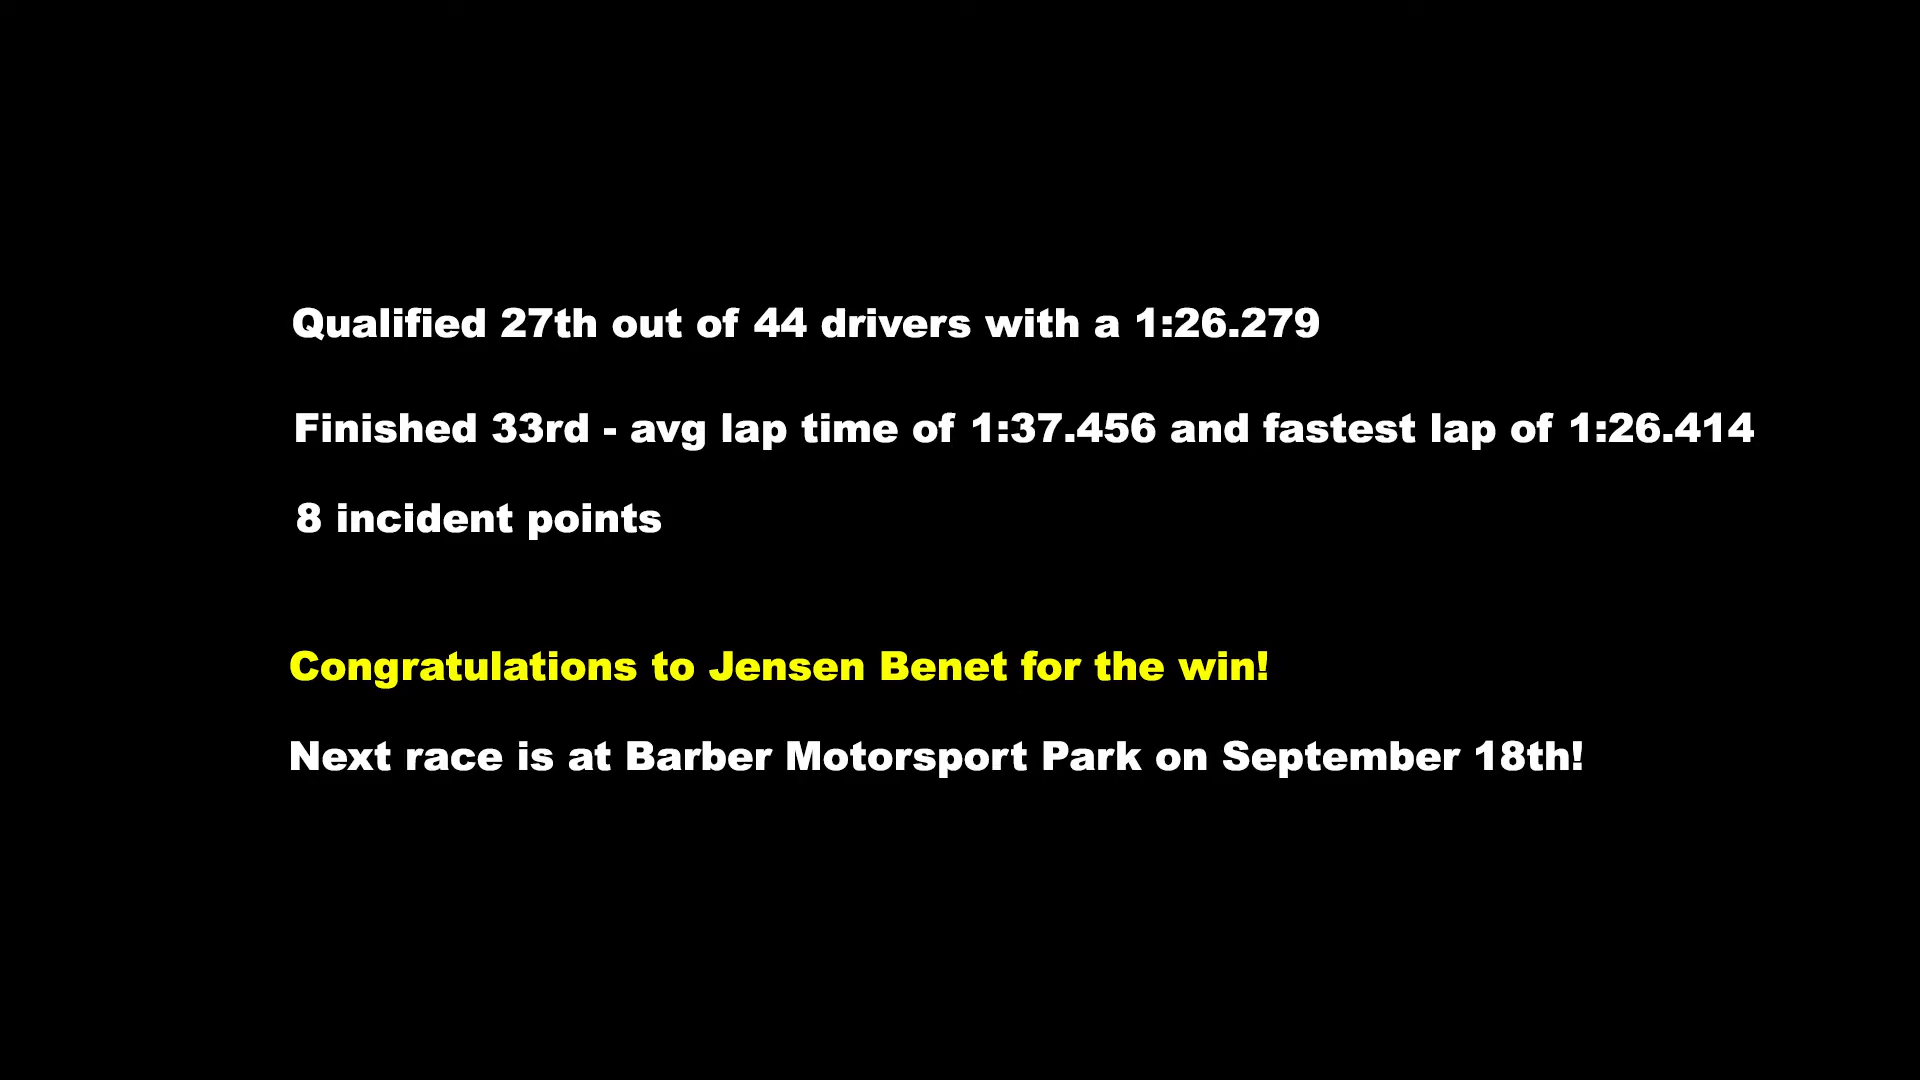 Qualified 27th out of 44 drivers with a 1:26.279
Finished 33rd - avg lap time of 1:37.456 and fastest lap of 1:26.414
8 incident points
Congratulations to Jensen Benet for the win!
Next race is at Barber Motorsport Park on September 18th!